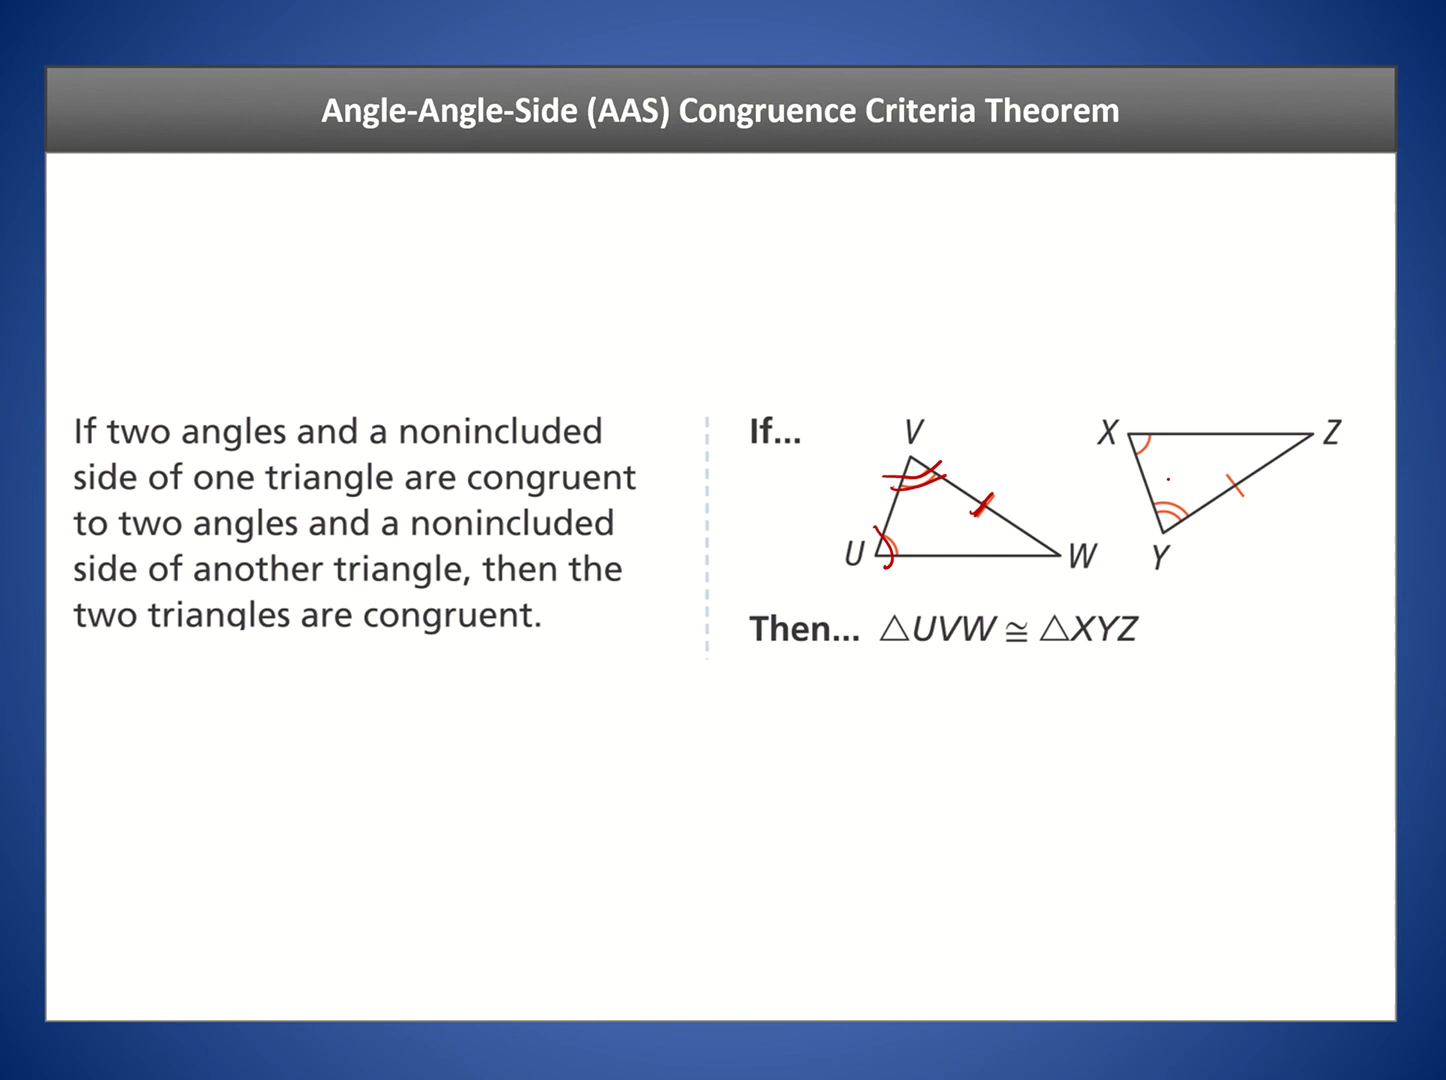 Angle-Angle-Side (AAS) Congruence Criteria Theorem
If two angles and a nonincluded
side of one triangle are congruent
to two angles and a nonincluded
side of another triangle, then the
two triangles are congruent.
If...
V
U
W
X
Z
Y
Then... △UVW ≅ △XYZ